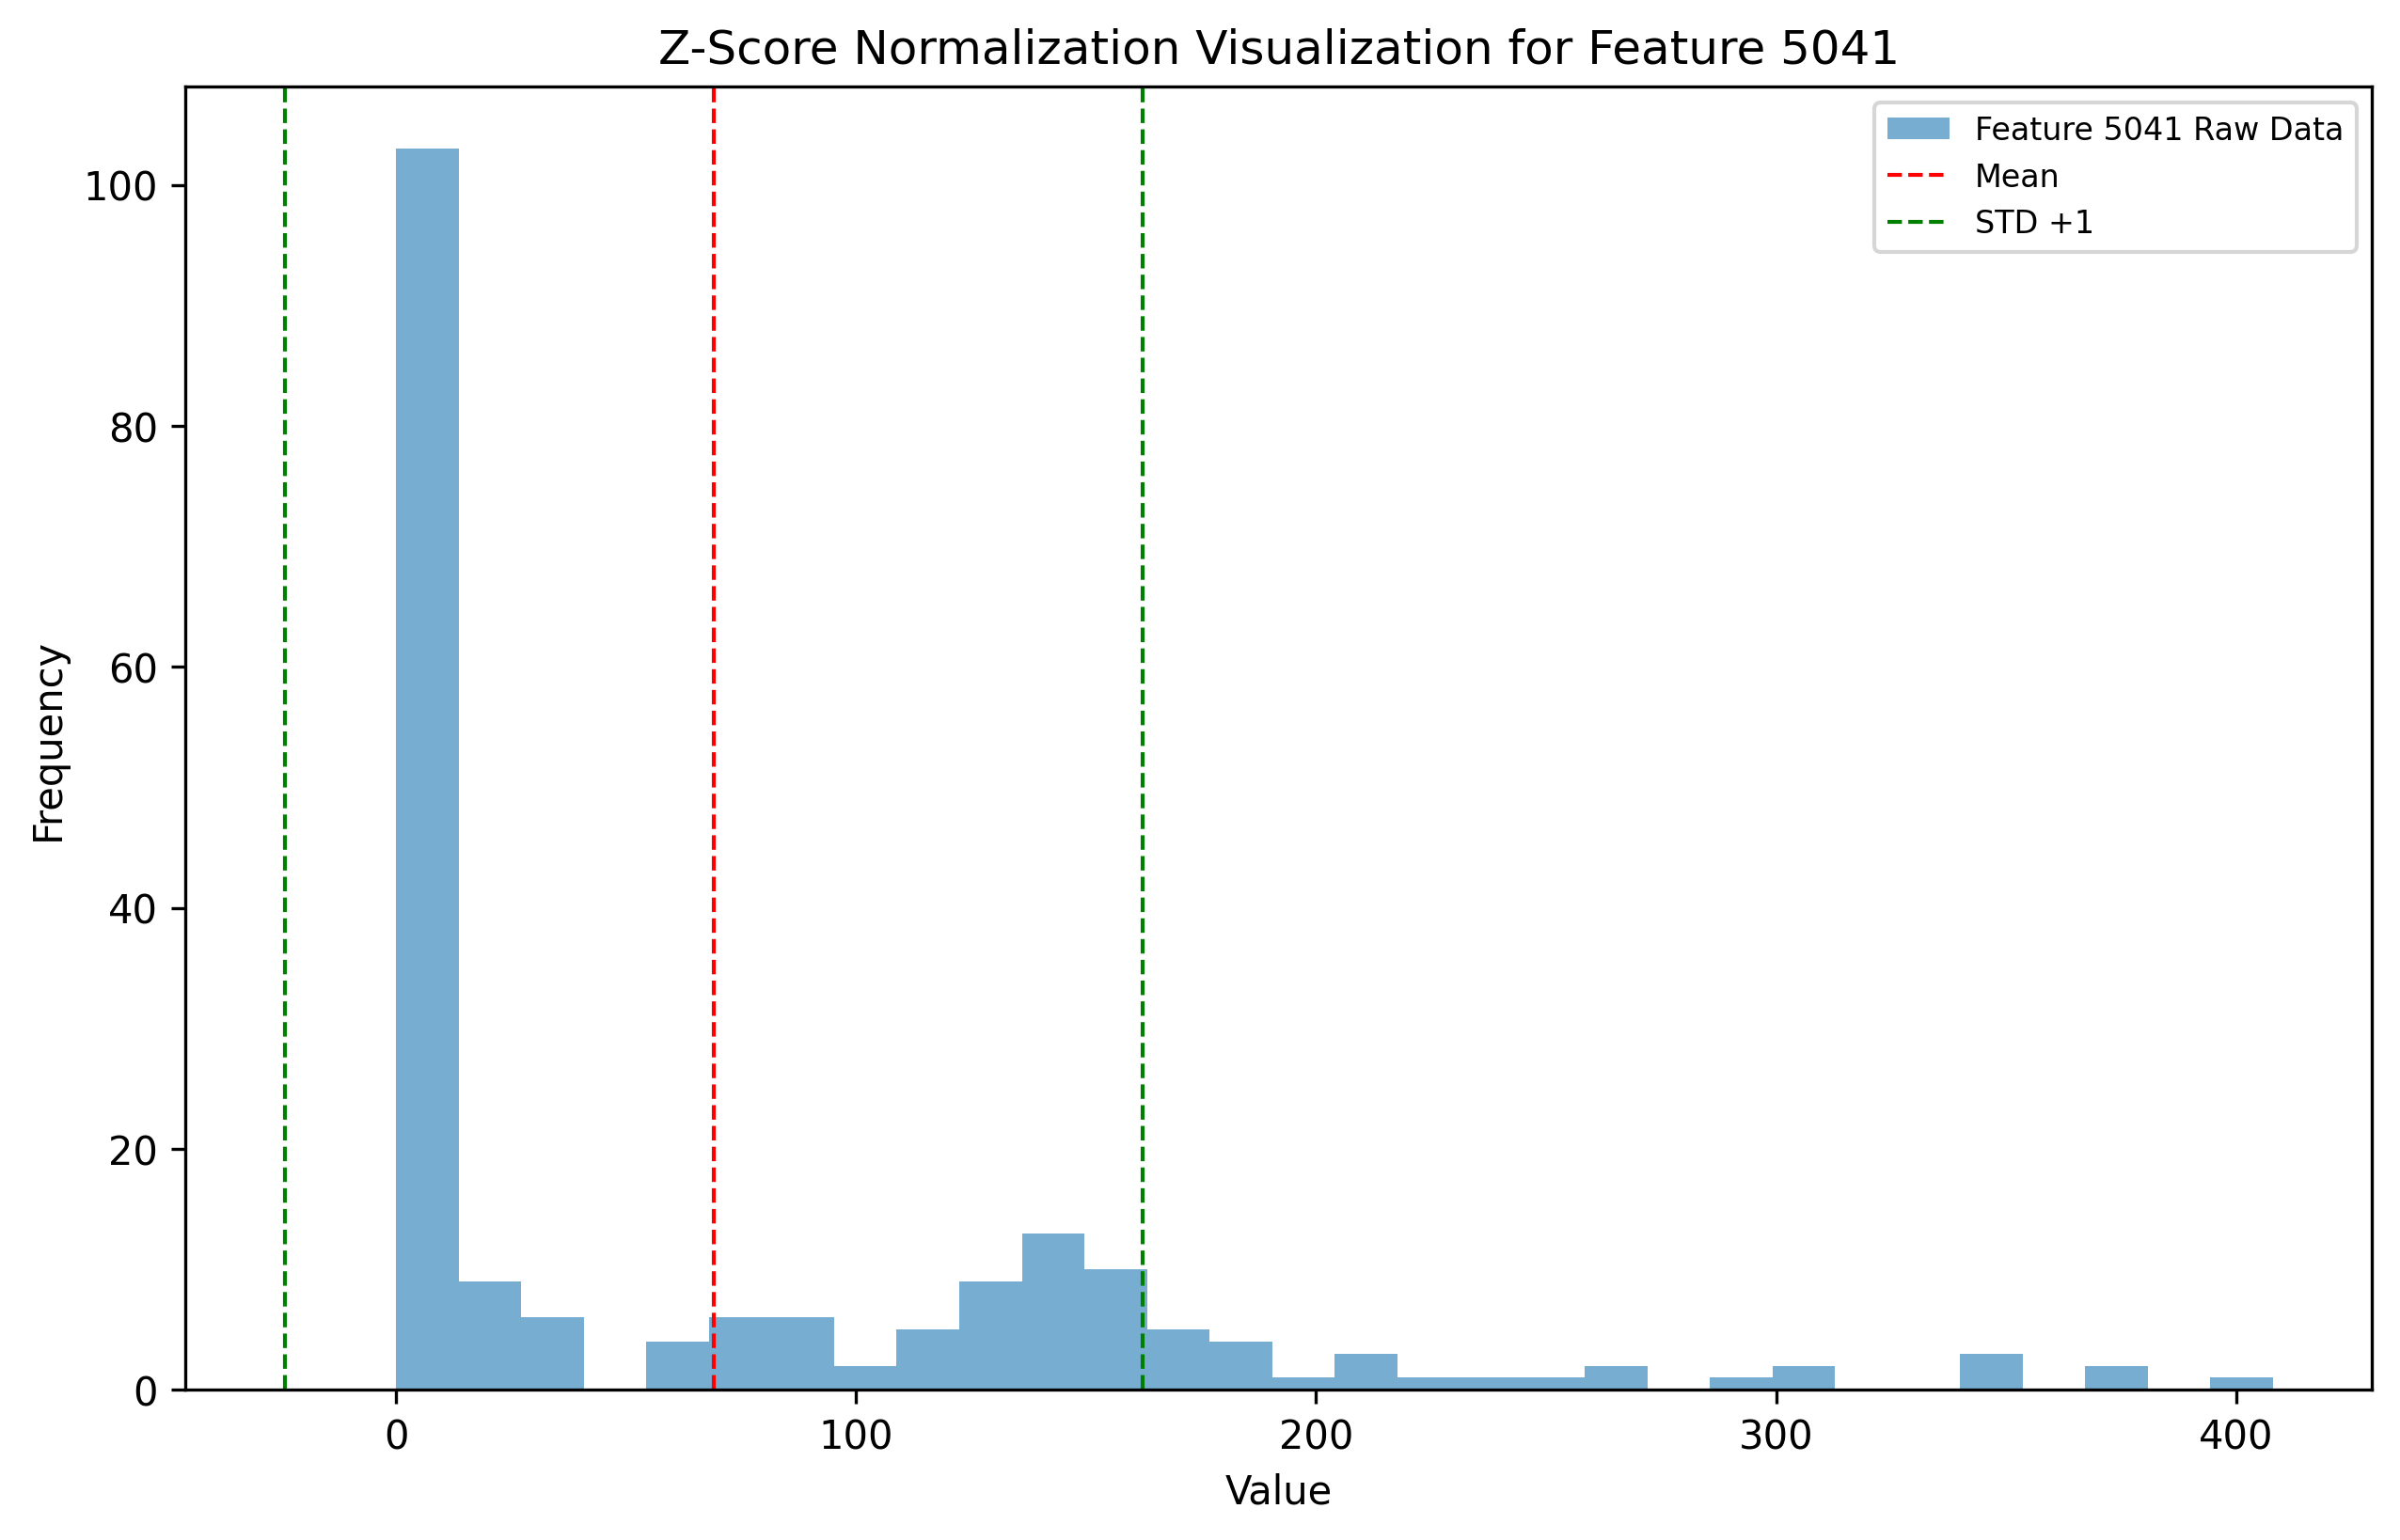 Z-Score Normalization Visualization for Feature 5041
Feature 5041 Raw Data
Mean
STD +1
100
80
60
40
20
0
Frequency
0 100 200 300 400
Value